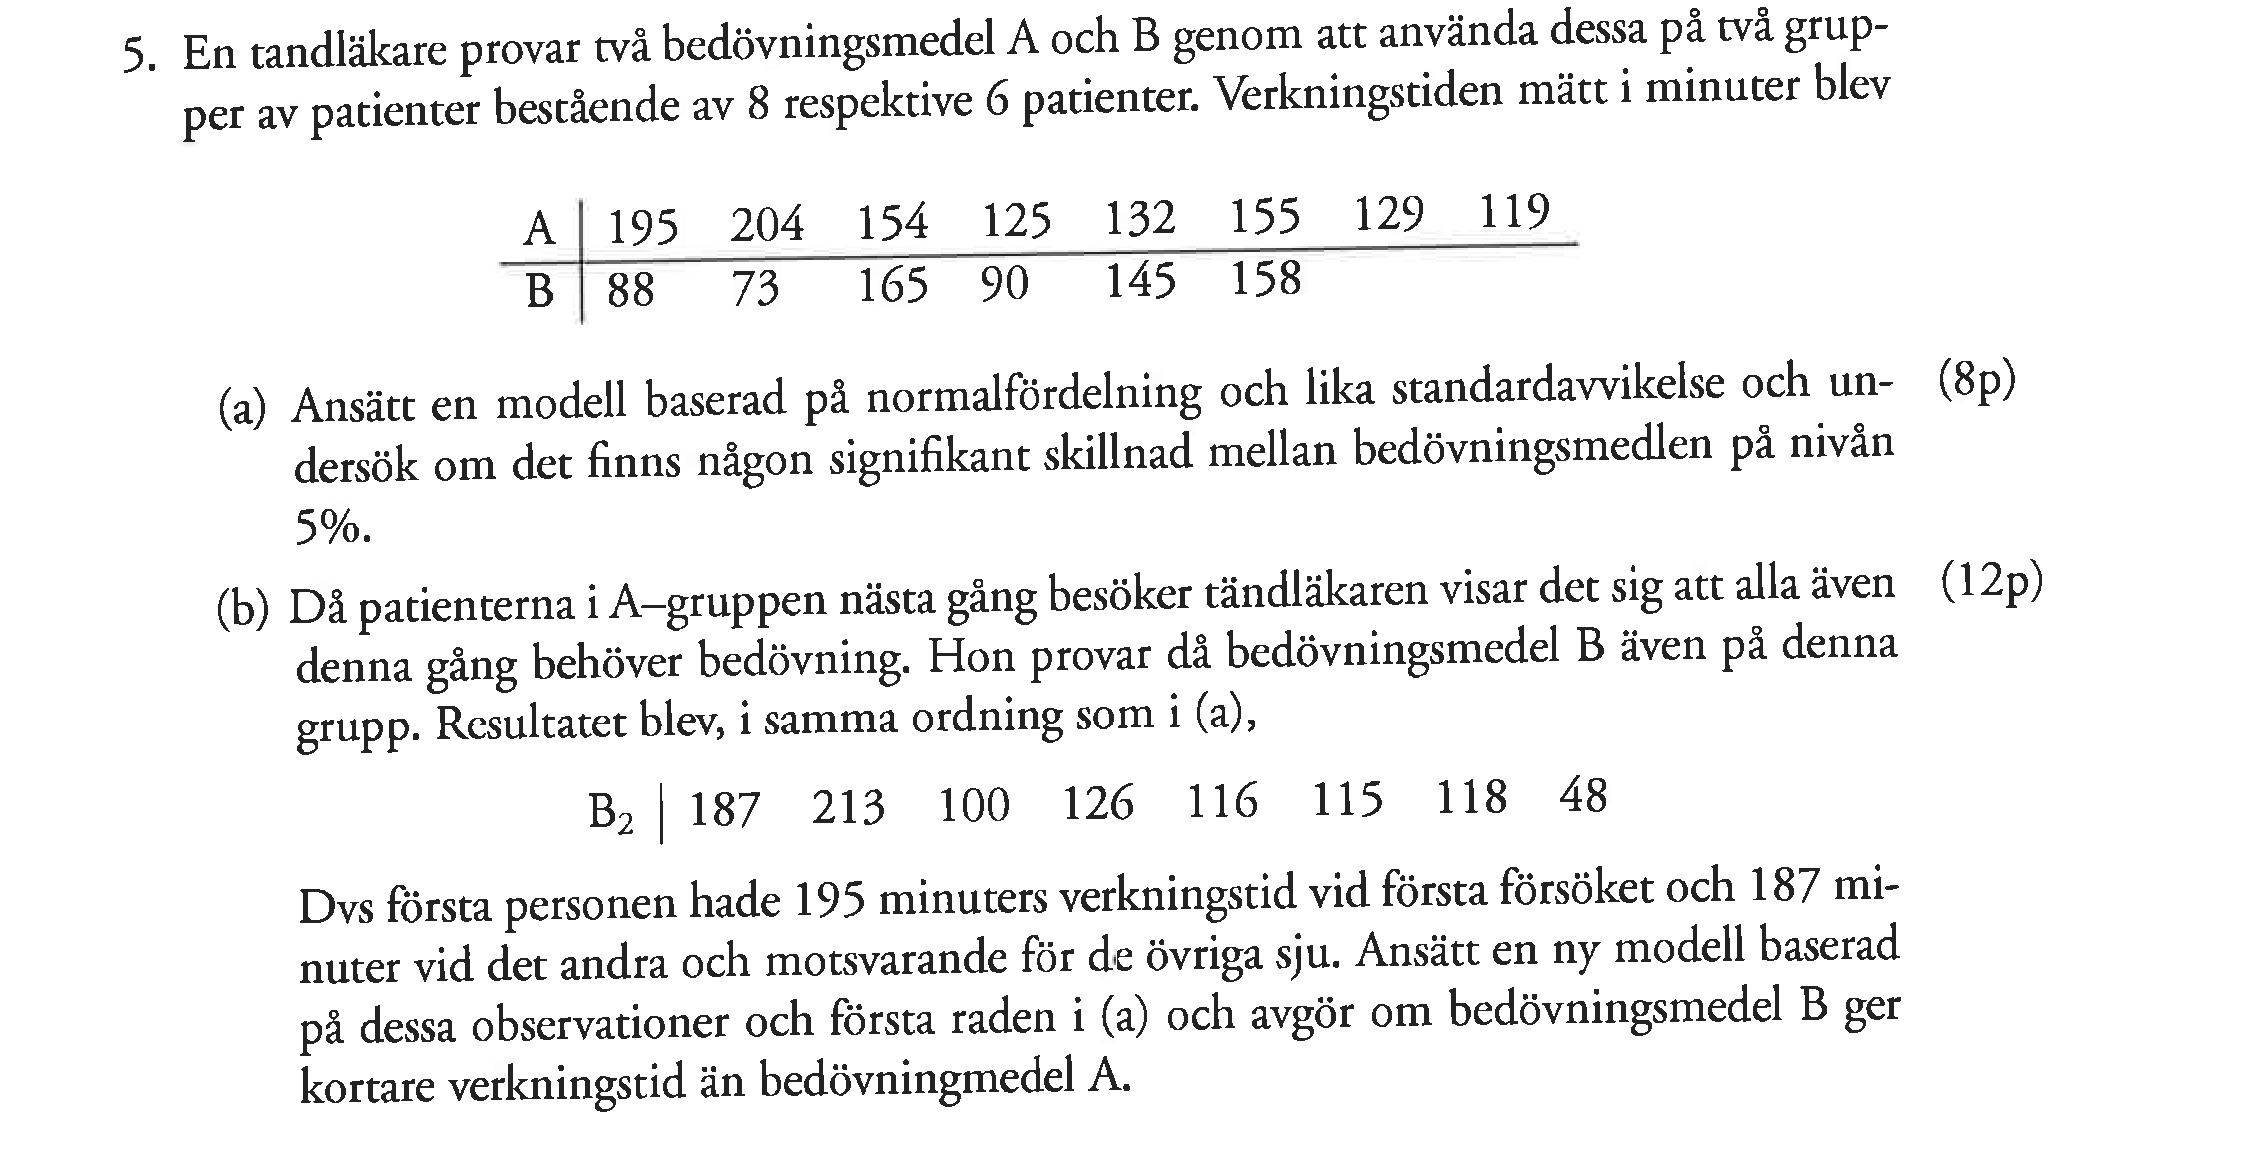 5. En tandläkare provar två bedövningsmedel A och B genom att använda dessa på två grup-
per av patienter bestående av 8 respektive 6 patienter. Verkningstiden mätt i minuter blev
A | 195 204 154 125 132 155 129 119
B | 88 73 165 90 145 158
(a) Ansätt en modell baserad på normalfördelning och lika standardavvikelse och un- (8p)
dersök om det finns någon signifikant skillnad mellan bedövningsmedlen på nivån
5%.
(b) Då patienterna i A–gruppen nästa gång besöker tändläkaren visar det sig att alla även (12p)
denna gång behöver bedövning. Hon provar då bedövningsmedel B även på denna
grupp. Resultatet blev, i samma ordning som i (a),
B₂ | 187 213 100 126 116 115 118 48
Dvs första personen hade 195 minuters verkningstid vid första försöket och 187 mi-
nuter vid det andra och motsvarande för de övriga sju. Ansätt en ny modell baserad
på dessa observationer och första raden i (a) och avgör om bedövningsmedel B ger
kortare verkningstid än bedövningmedel A.